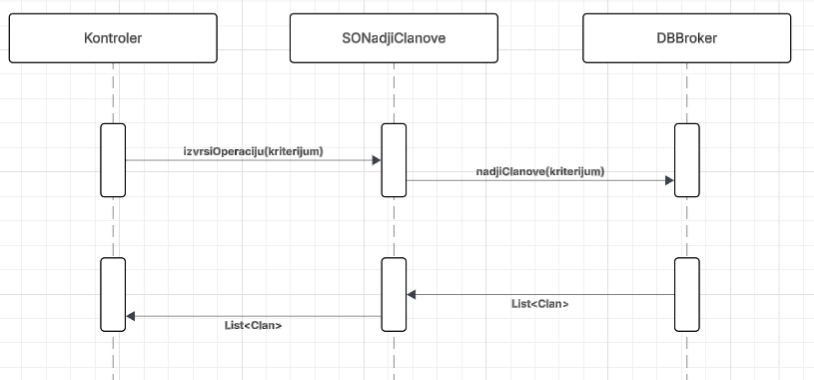 Kontroler
SONadjiClanove
DBBroker
izvrsiOperaciju(kriterijum)
nadjiClanove(kriterijum)
List<Clan>
List<Clan>